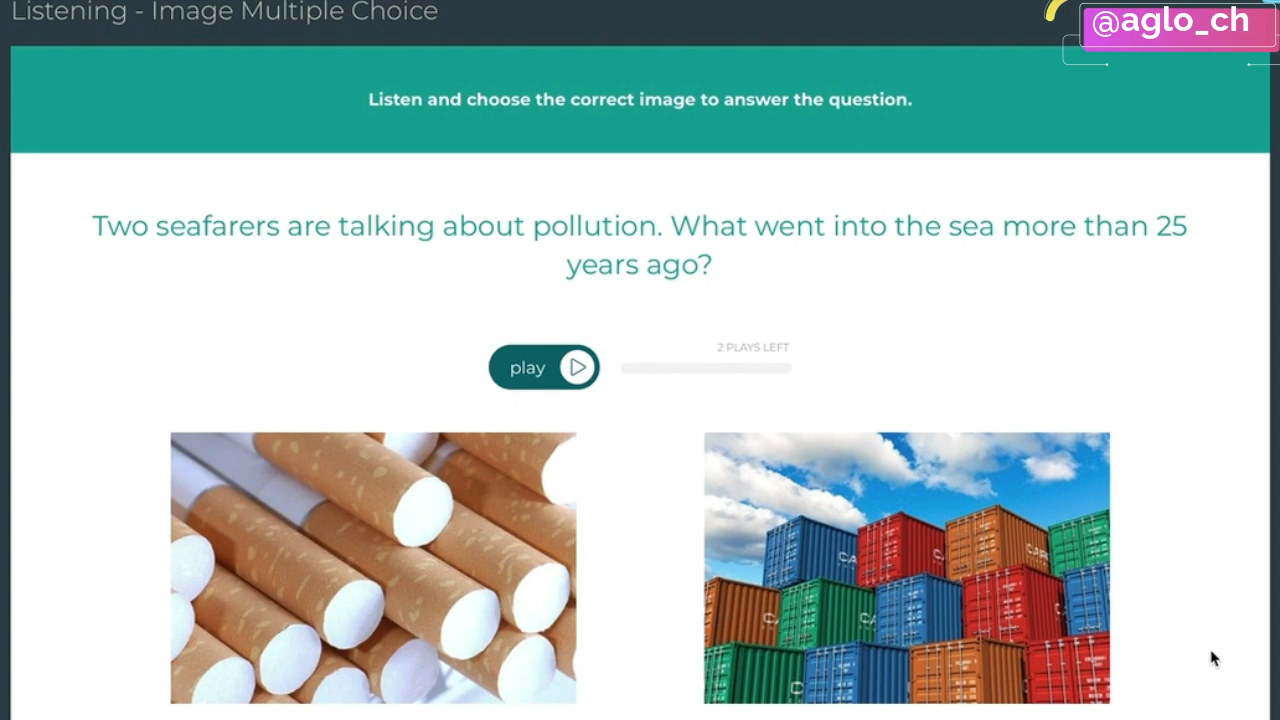 Listening - Image Multiple Choice
@aglo_ch
Listen and choose the correct image to answer the question.
Two seafarers are talking about pollution. What went into the sea more than 25
years ago?
2 PLAYS LEFT
play